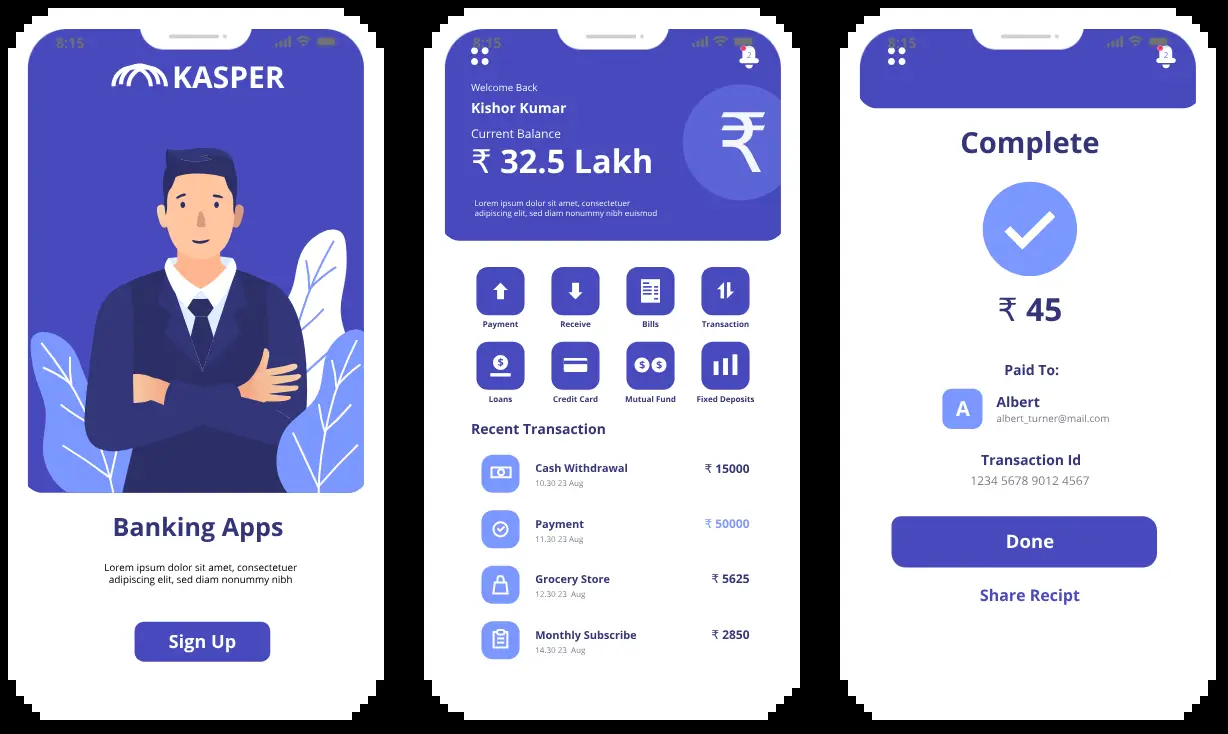 8:15
KASPER
Banking Apps
Lorem ipsum dolor sit amet, consectetuer
adipiscing elit, sed diam nonummy nibh
Sign Up
8:15
2
Welcome Back
Kishor Kumar
Current Balance
₹ 32.5 Lakh
₹
Lorem ipsum dolor sit amet, consectetuer
adipiscing elit, sed diam nonummy nibh euismod
Payment Receive Bills Transaction
$ $ $
Loans Credit Card Mutual Fund Fixed Deposits
Recent Transaction
Cash Withdrawal ₹ 15000
10.30 23 Aug
Payment ₹ 50000
11.30 23 Aug
Grocery Store ₹ 5625
12.30 23 Aug
Monthly Subscribe ₹ 2850
14.30 23 Aug
8:15
2
Complete
₹ 45
Paid To:
A Albert
albert_turner@mail.com
Transaction Id
1234 5678 9012 4567
Done
Share Recipt